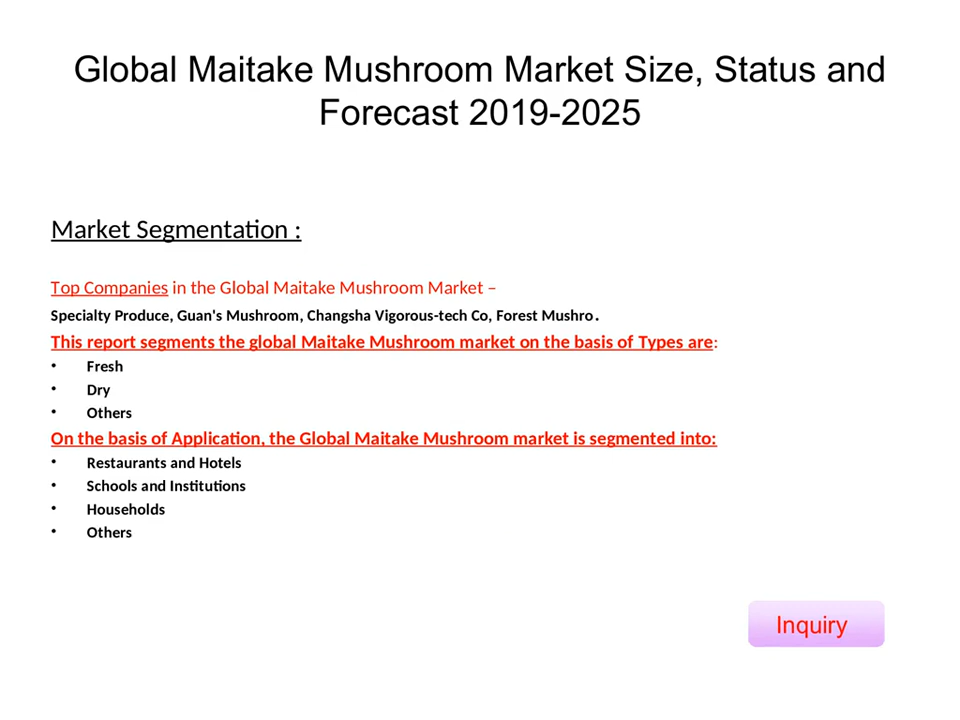 Global Maitake Mushroom Market Size, Status and
Forecast 2019-2025
Market Segmentation :
Top Companies in the Global Maitake Mushroom Market –
Specialty Produce, Guan's Mushroom, Changsha Vigorous-tech Co, Forest Mushro.
This report segments the global Maitake Mushroom market on the basis of Types are:
• Fresh
• Dry
• Others
On the basis of Application, the Global Maitake Mushroom market is segmented into:
• Restaurants and Hotels
• Schools and Institutions
• Households
• Others
Inquiry